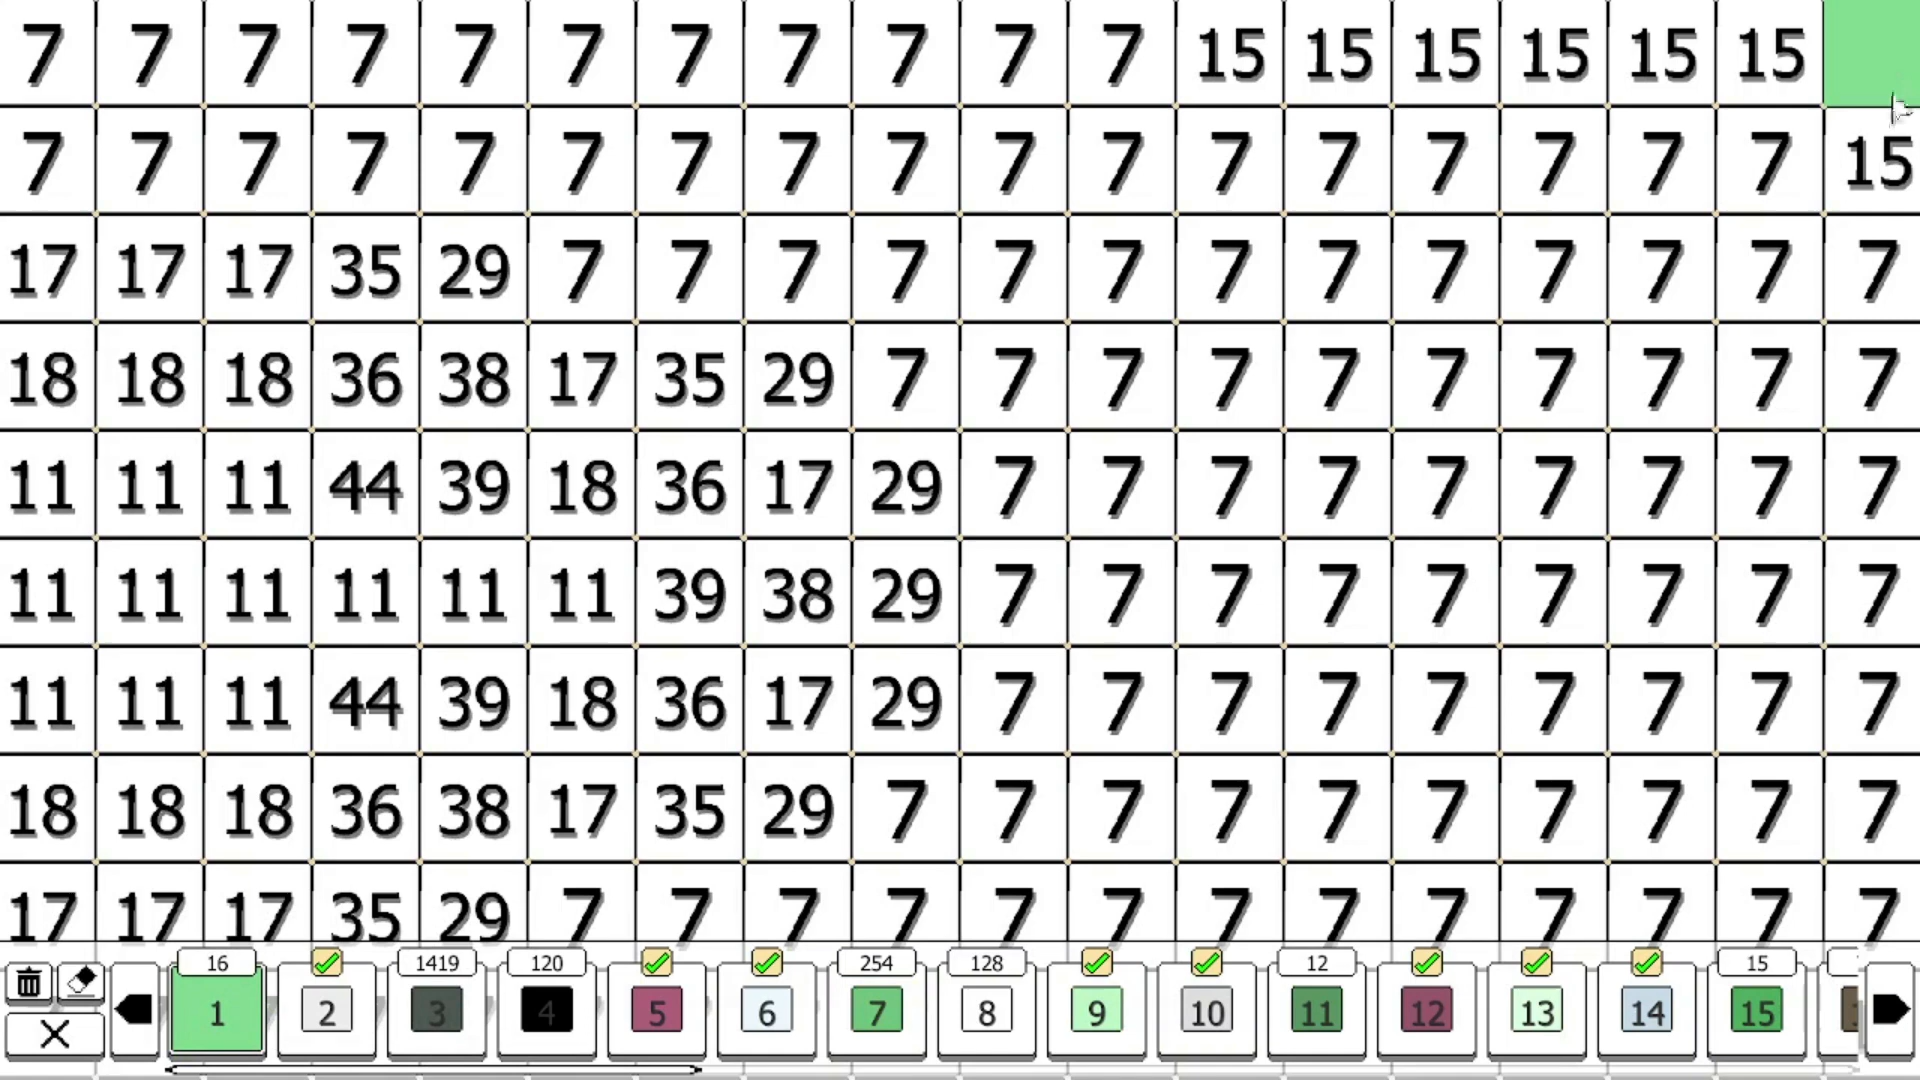 7 7 7 7 7 7 7 7 7 7 7 15 15 15 15 15 15
7 7 7 7 7 7 7 7 7 7 7 7 7 7 7 7 7 15
17 17 17 35 29 7 7 7 7 7 7 7 7 7 7 7 7 7
18 18 18 36 38 17 35 29 7 7 7 7 7 7 7 7 7 7
11 11 11 44 39 18 36 17 29 7 7 7 7 7 7 7 7 7
11 11 11 11 11 11 39 38 29 7 7 7 7 7 7 7 7 7
11 11 11 44 39 18 36 17 29 7 7 7 7 7 7 7 7 7
18 18 18 36 38 17 35 29 7 7 7 7 7 7 7 7 7 7
17 17 17 35 29 7 7 7 7 7 7 7 7 7 7 7 7 7
16 1419 120 254 128 12 15
1 2 3 4 5 6 7 8 9 10 11 12 13 14 15